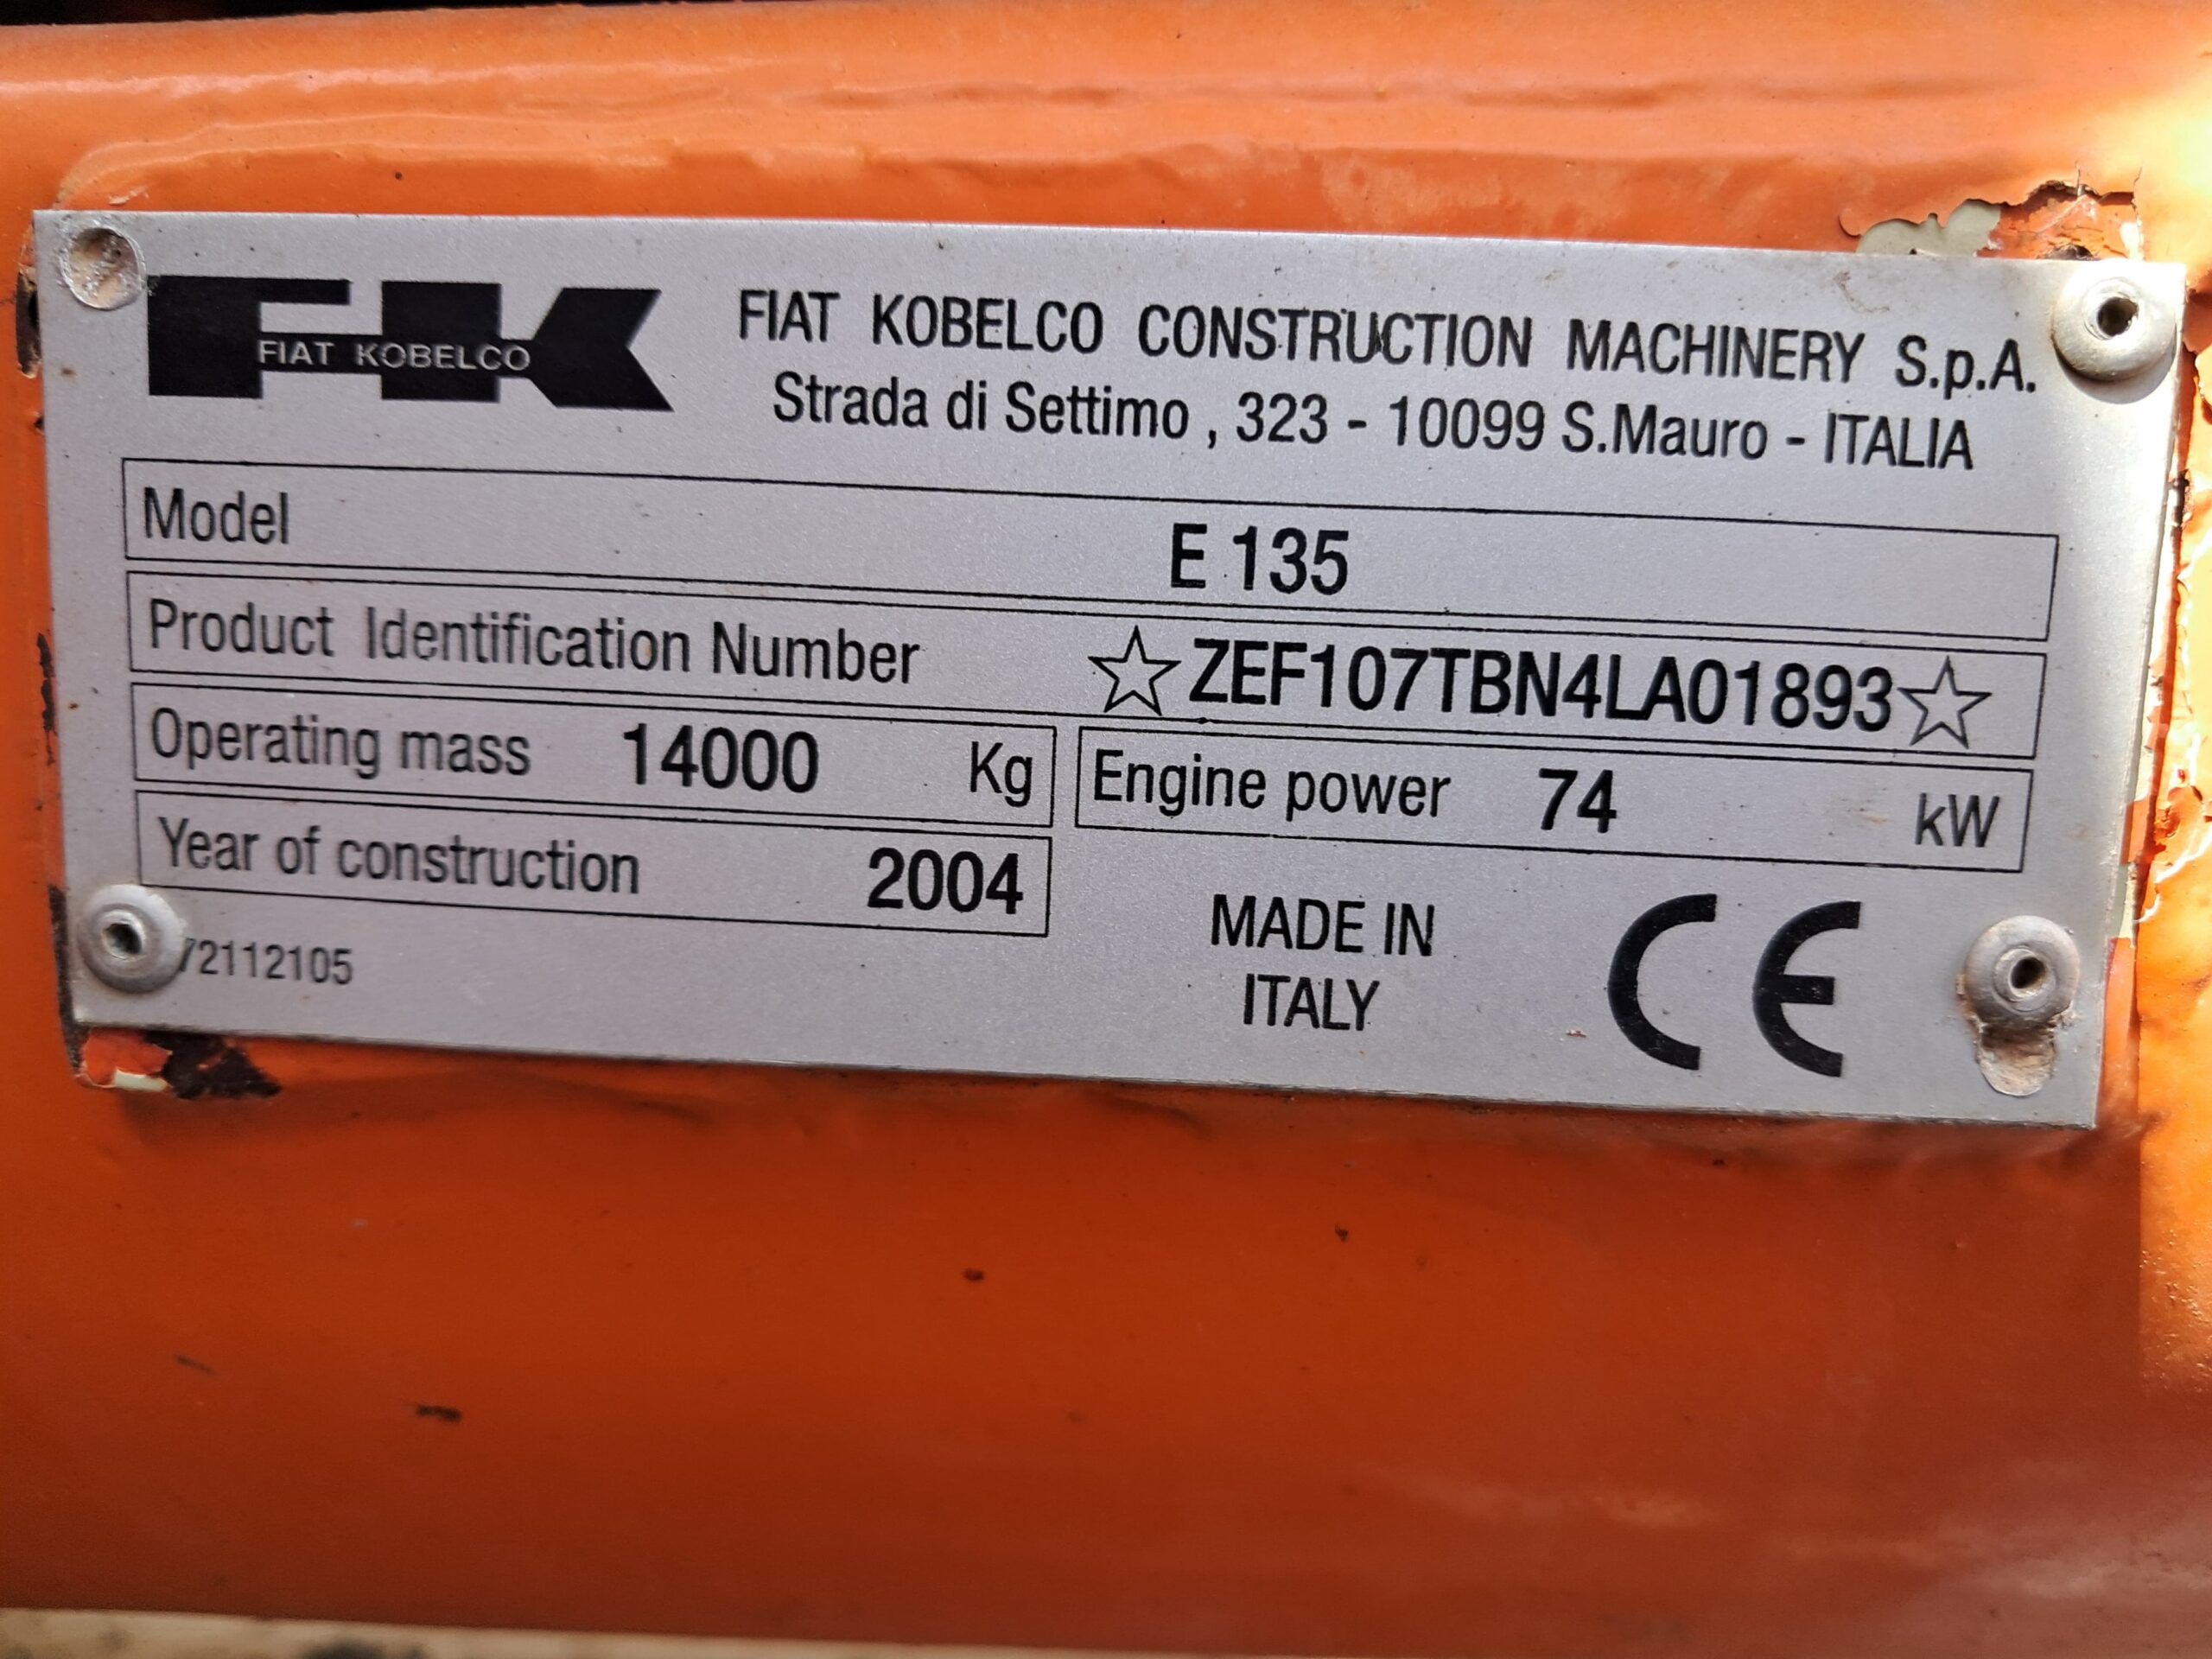 FIAT KOBELCO
FIAT KOBELCO CONSTRUCTION MACHINERY S.p.A.
Strada di Settimo , 323 - 10099 S.Mauro - ITALIA
Model E 135
Product Identification Number ☆ZEF107TBN4LA01893☆
Operating mass 14000 Kg Engine power 74 kW
Year of construction 2004
72112105
MADE IN
ITALY
CE